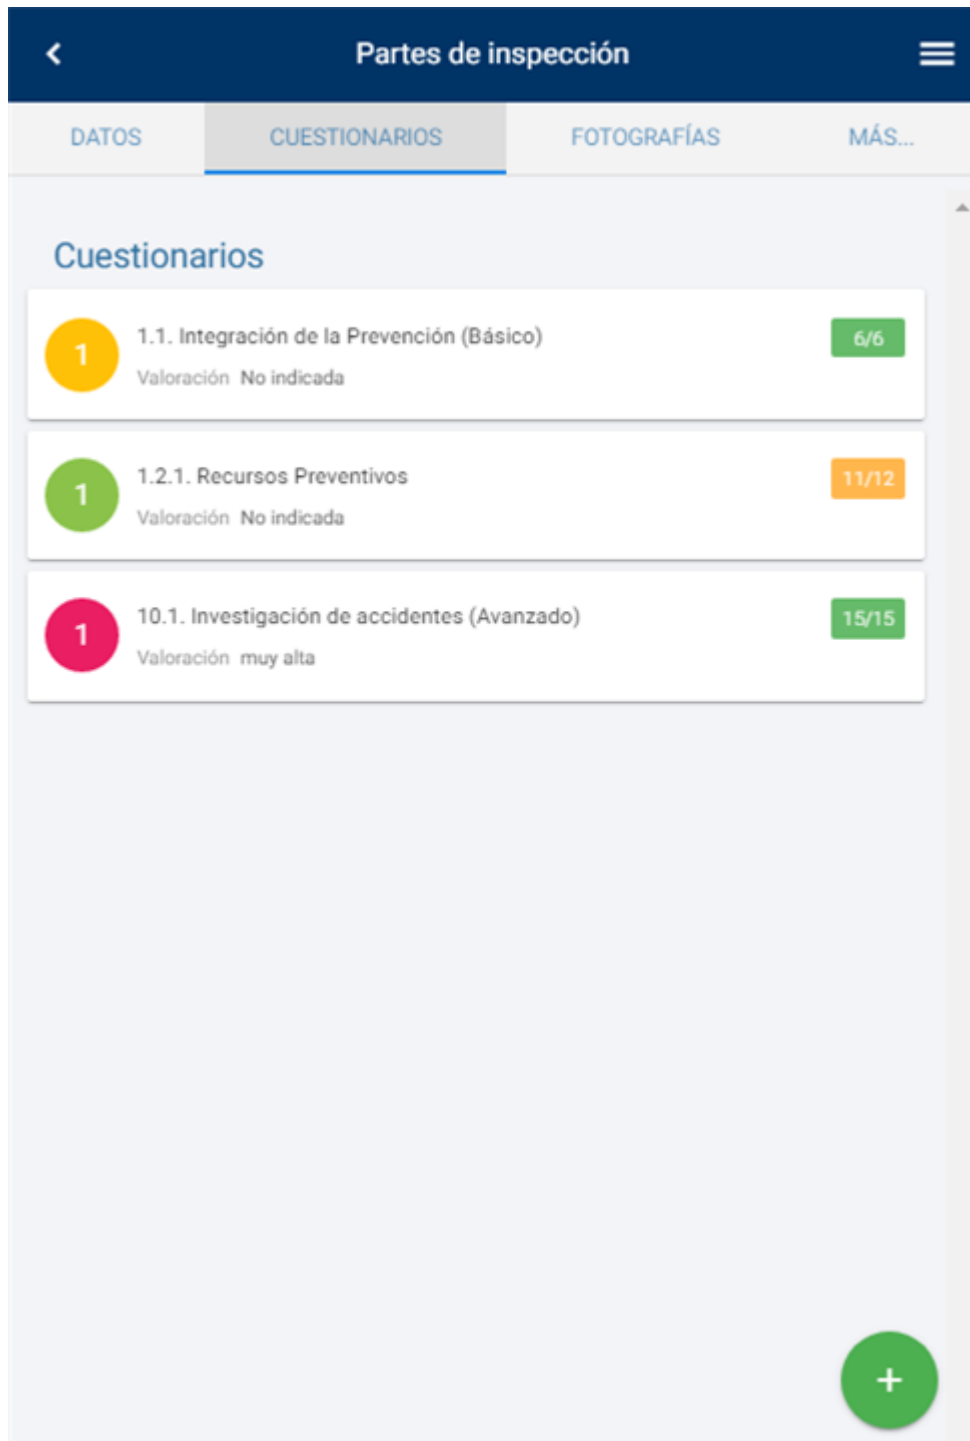 Partes de inspección
DATOS CUESTIONARIOS FOTOGRAFÍAS MÁS...
Cuestionarios
1 1.1. Integración de la Prevención (Básico) 6/6
Valoración No indicada
1 1.2.1. Recursos Preventivos 11/12
Valoración No indicada
1 10.1. Investigación de accidentes (Avanzado) 15/15
Valoración muy alta
+